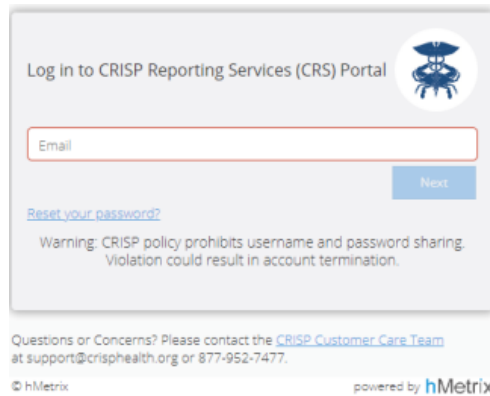 Log in to CRISP Reporting Services (CRS) Portal
Email
Next
Reset your password?
Warning: CRISP policy prohibits username and password sharing.
Violation could result in account termination.
Questions or Concerns? Please contact the CRISP Customer Care Team
at support@crisphealth.org or 877-952-7477.
© hMetrix
powered by hMetrix